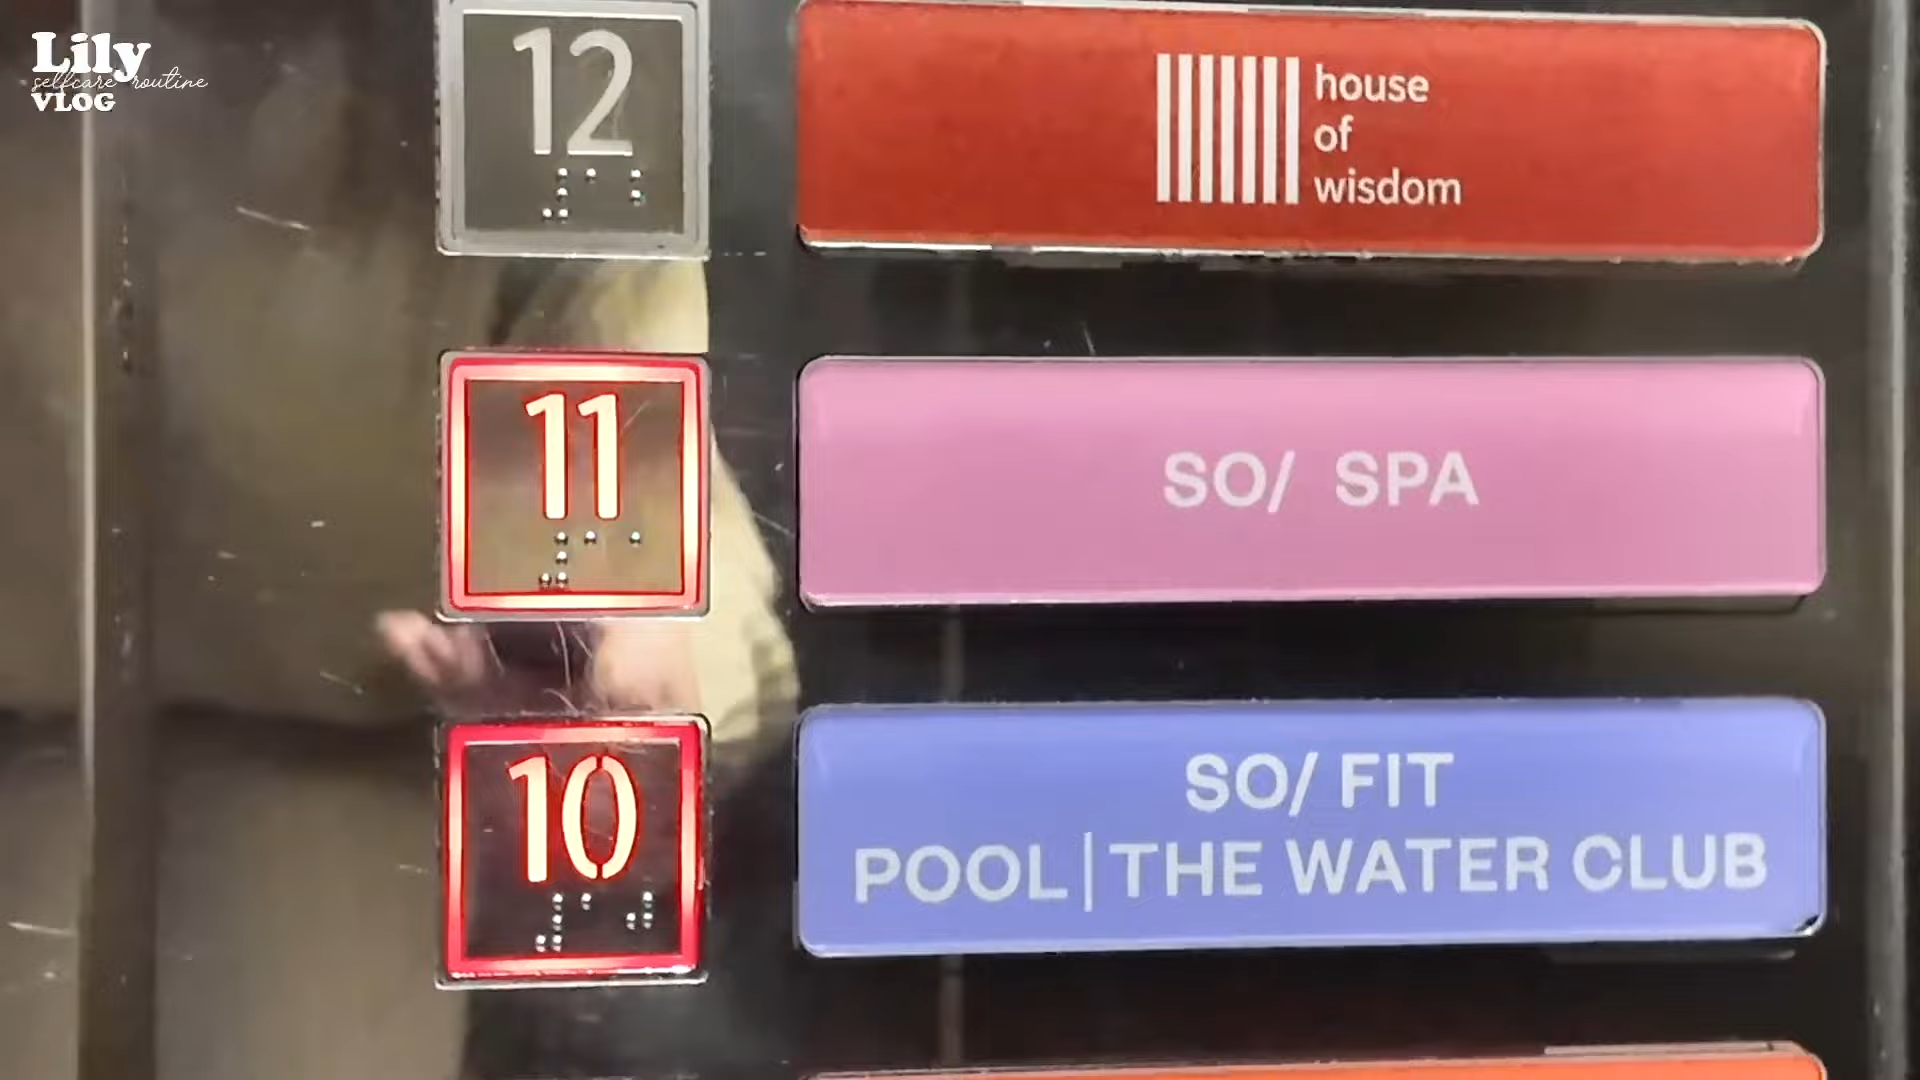 Lily
selfcare routine
VLOG
12
house
of
wisdom
11
SO/ SPA
10
SO/ FIT
POOL|THE WATER CLUB